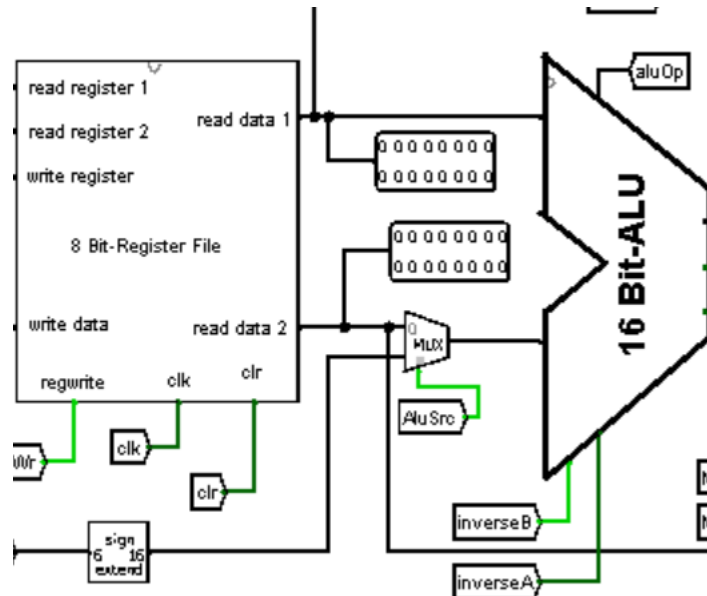 read register 1
read register 2
write register
read data 1
8 Bit-Register File
write data
read data 2
regwrite
clk
clr
aluOp
0 0 0 0 0 0 0 0
0 0 0 0 0 0 0 0
0 0 0 0 0 0 0 0
0 0 0 0 0 0 0 0
16 Bit-ALU
0
MUX
AluSrc
Wr
clk
clr
sign
6 16
extend
inverseB
inverseA